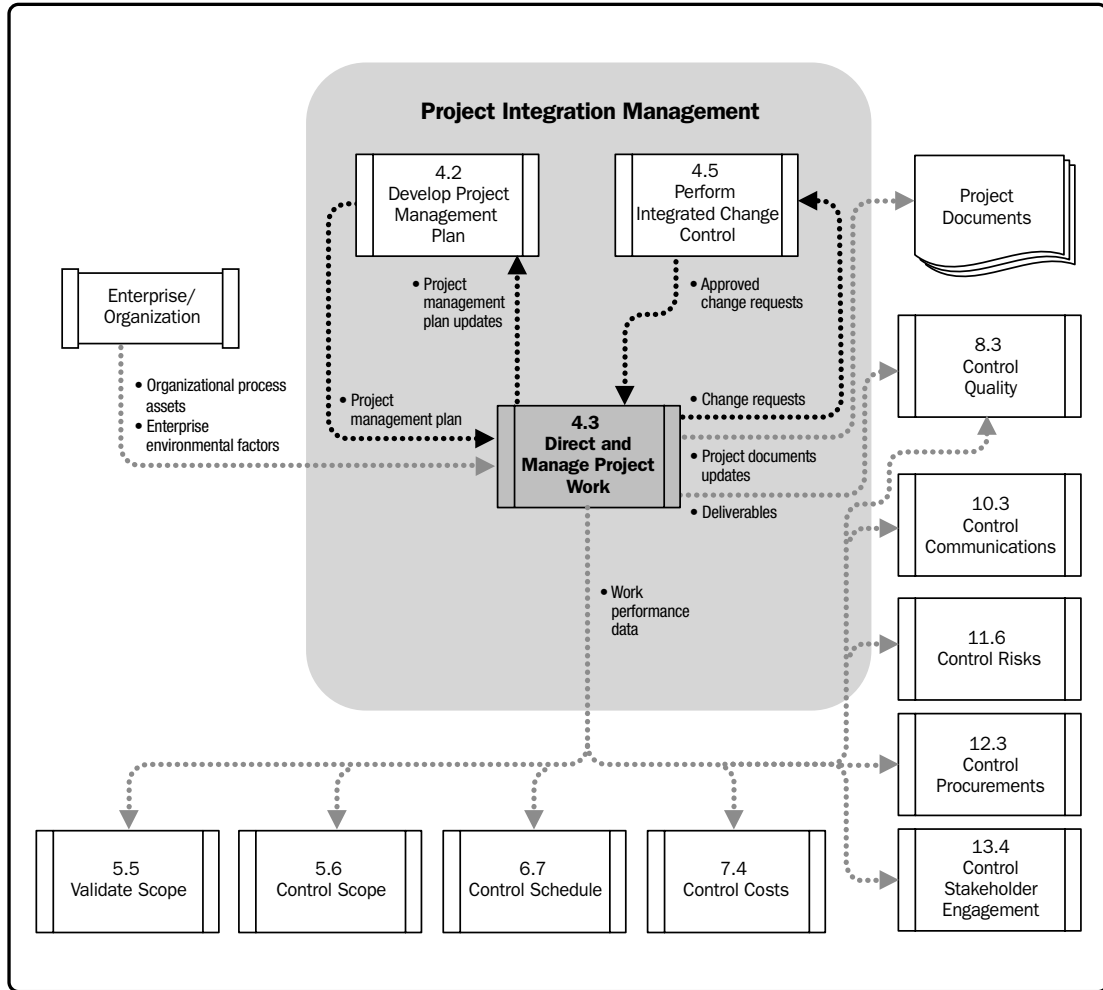 Project Integration Management
4.2
Develop Project
Management
Plan
4.5
Perform
Integrated Change
Control
Project
Documents
Enterprise/
Organization
• Project
management
plan updates
• Approved
change requests
• Organizational process
assets
• Enterprise
environmental factors
• Project
management plan
4.3
Direct and
Manage Project
Work
• Change requests
• Project documents
updates
• Deliverables
8.3
Control
Quality
10.3
Control
Communications
• Work
performance
data
11.6
Control Risks
12.3
Control
Procurements
5.5
Validate Scope
5.6
Control Scope
6.7
Control Schedule
7.4
Control Costs
13.4
Control
Stakeholder
Engagement